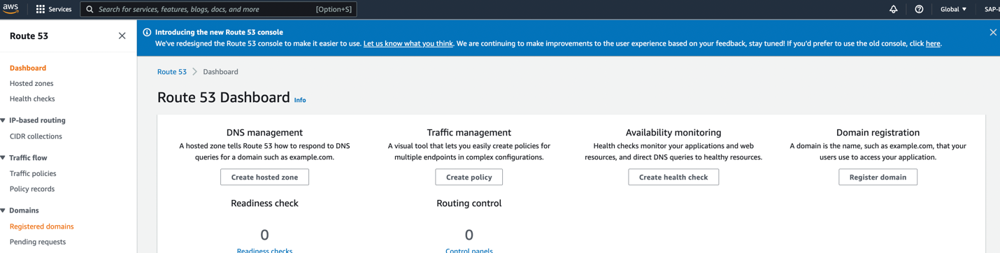 aws Services Search for services, features, blogs, docs, and more [Option+S] Global SAP-
Route 53
Introducing the new Route 53 console
We've redesigned the Route 53 console to make it easier to use. Let us know what you think. We are continuing to make improvements to the user experience based on your feedback, stay tuned! If you'd prefer to use the old console, click here.
Dashboard
Hosted zones
Health checks
IP-based routing
CIDR collections
Traffic flow
Traffic policies
Policy records
Domains
Registered domains
Pending requests
Route 53 Dashboard
Route 53 Dashboard Info
DNS management
A hosted zone tells Route 53 how to respond to DNS
queries for a domain such as example.com.
Create hosted zone
Traffic management
A visual tool that lets you easily create policies for
multiple endpoints in complex configurations.
Create policy
Availability monitoring
Health checks monitor your applications and web
resources, and direct DNS queries to healthy resources.
Create health check
Domain registration
A domain is the name, such as example.com, that your
users use to access your application.
Register domain
Readiness check
0
Readiness checks
Routing control
0
Control panels